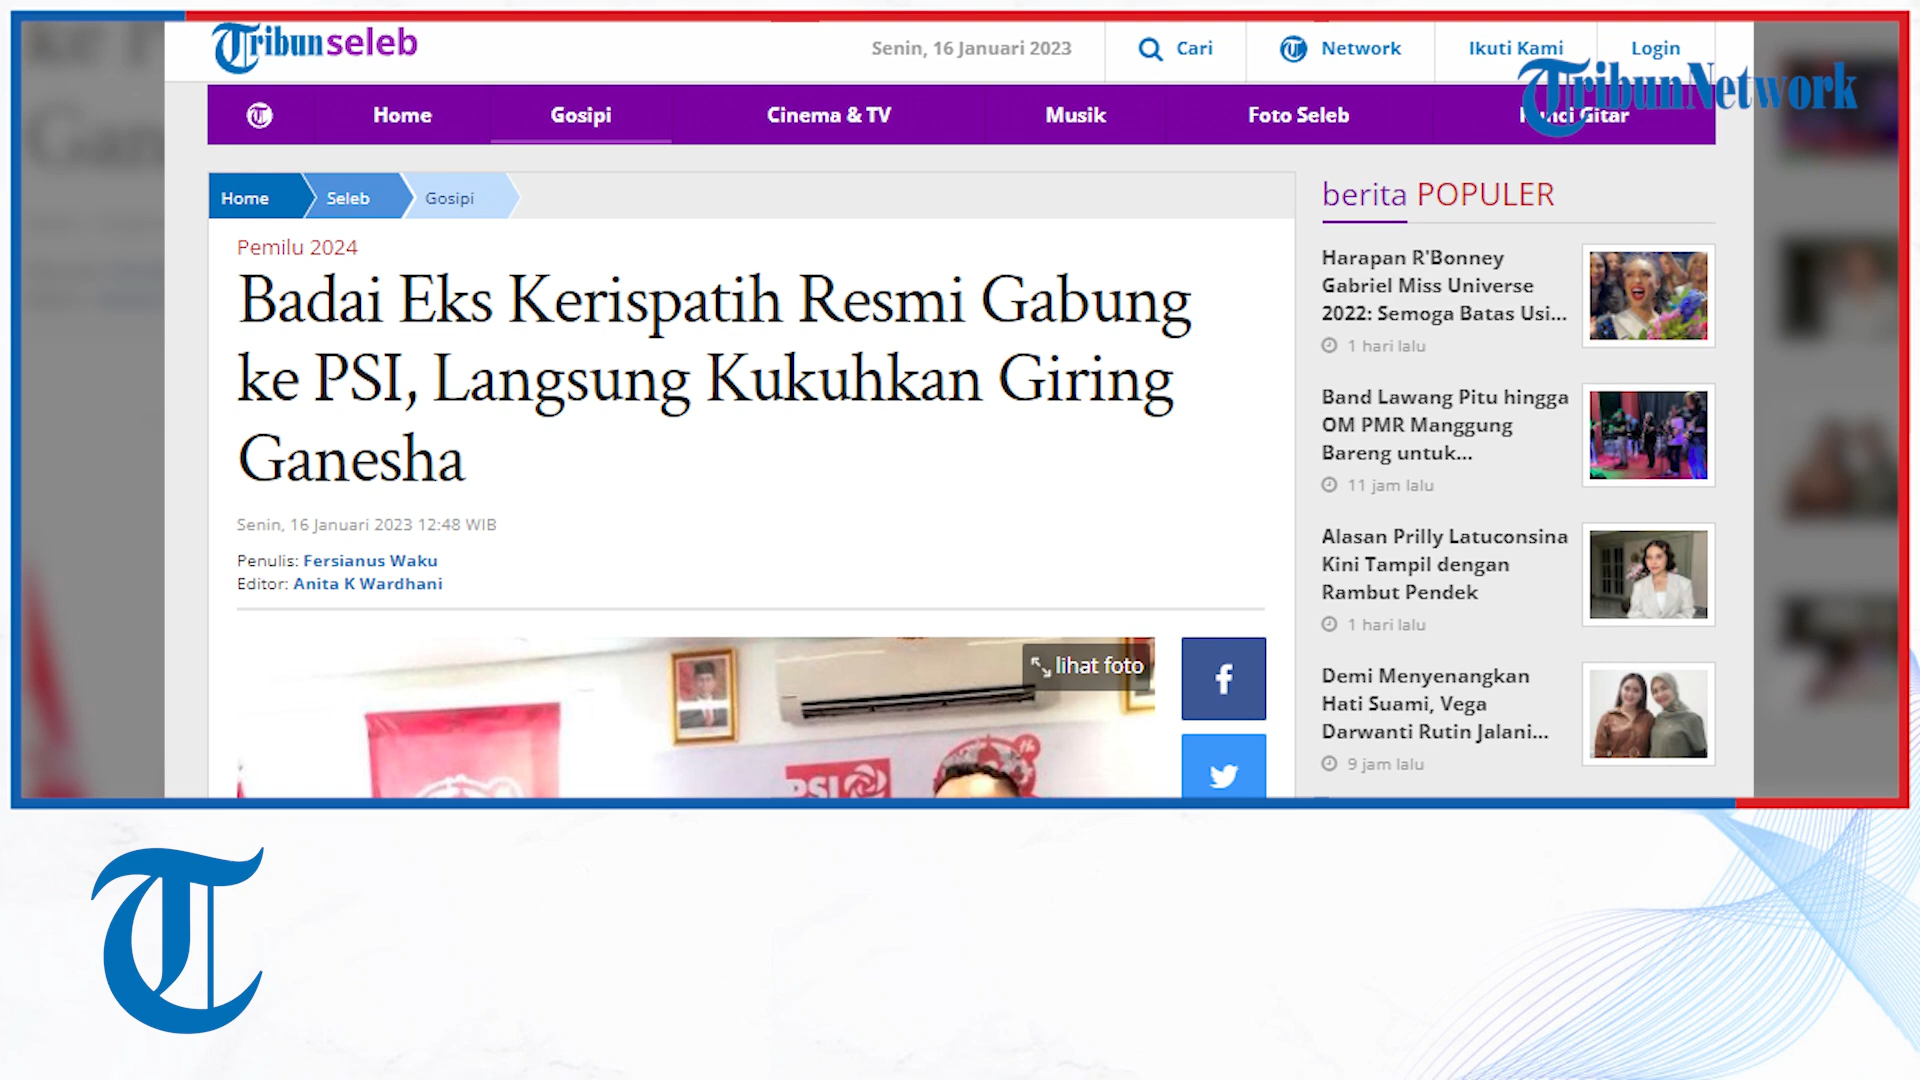 Tribun seleb
Senin, 16 Januari 2023
Cari
Network
Ikuti Kami
Login
TribunNetwork
Home
Gosipi
Cinema & TV
Musik
Foto Seleb
Gitar
Home
Seleb
Gosipi
Pemilu 2024
Badai Eks Kerispatih Resmi Gabung
ke PSI, Langsung Kukuhkan Giring
Ganesha
Senin, 16 Januari 2023 12:48 WIB
Penulis: Fersianus Waku
Editor: Anita K Wardhani
lihat foto
PSI
berita POPULER
Harapan R'Bonney
Gabriel Miss Universe
2022: Semoga Batas Usi...
1 hari lalu
Band Lawang Pitu hingga
OM PMR Manggung
Bareng untuk...
11 jam lalu
Alasan Prilly Latuconsina
Kini Tampil dengan
Rambut Pendek
1 hari lalu
Demi Menyenangkan
Hati Suami, Vega
Darwanti Rutin Jalani...
9 jam lalu